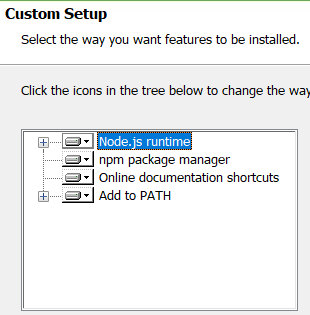 Custom Setup
Select the way you want features to be installed.
Click the icons in the tree below to change the way
Node.js runtime
npm package manager
Online documentation shortcuts
Add to PATH